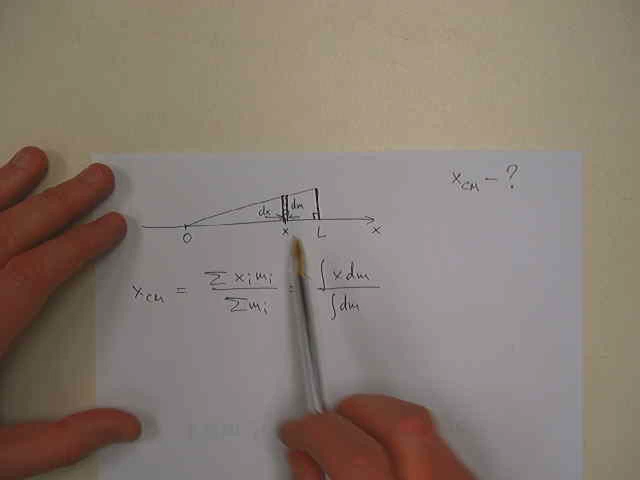 x_CM - ?
dx dm
0 x L x
x_CM = ∑ x_i m_i / ∑ m_i = ∫ x dm / ∫ dm